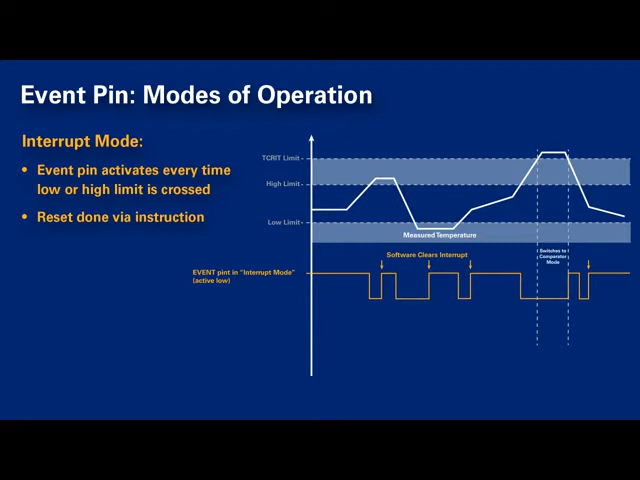 Event Pin: Modes of Operation
Interrupt Mode:
• Event pin activates every time
low or high limit is crossed
• Reset done via instruction
TCRIT Limit
High Limit
Low Limit
Measured Temperature
Software Clears Interrupt
Switches to
Comparator
Mode
EVENT pint in "Interrupt Mode"
(active low)